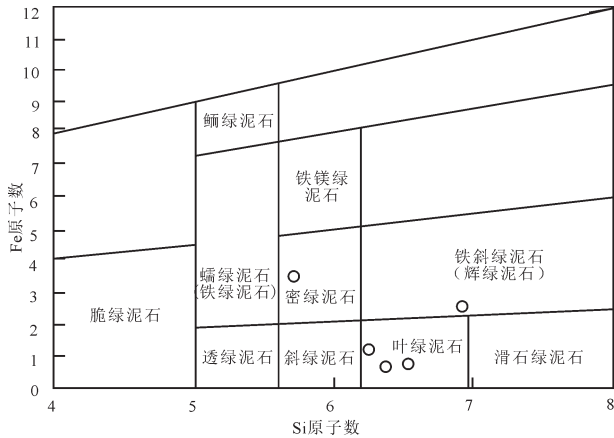 12
11
10
9
8
7
6
5
4
3
2
1
0
Fe原子数
鲕绿泥石
铁镁绿
泥石
蠕绿泥石
(铁绿泥石)
密绿泥石
铁斜绿泥石
(辉绿泥石)
脆绿泥石
透绿泥石
斜绿泥石
叶绿泥石
滑石绿泥石
4
5
6
7
8
Si原子数